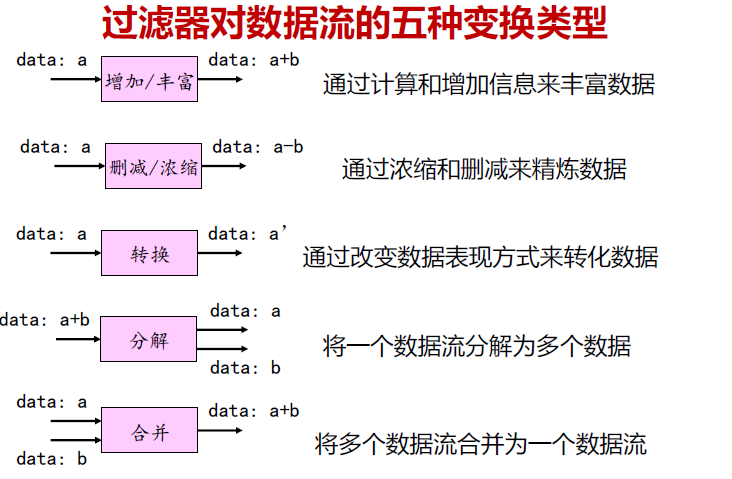 过滤器对数据流的五种变换类型
data: a
增加/丰富
data: a+b
通过计算和增加信息来丰富数据
data: a
删减/浓缩
data: a-b
通过浓缩和删减来精炼数据
data: a
转换
data: a’
通过改变数据表现方式来转化数据
data: a+b
分解
data: a
data: b
将一个数据流分解为多个数据
data: a
data: b
合并
data: a+b
将多个数据流合并为一个数据流